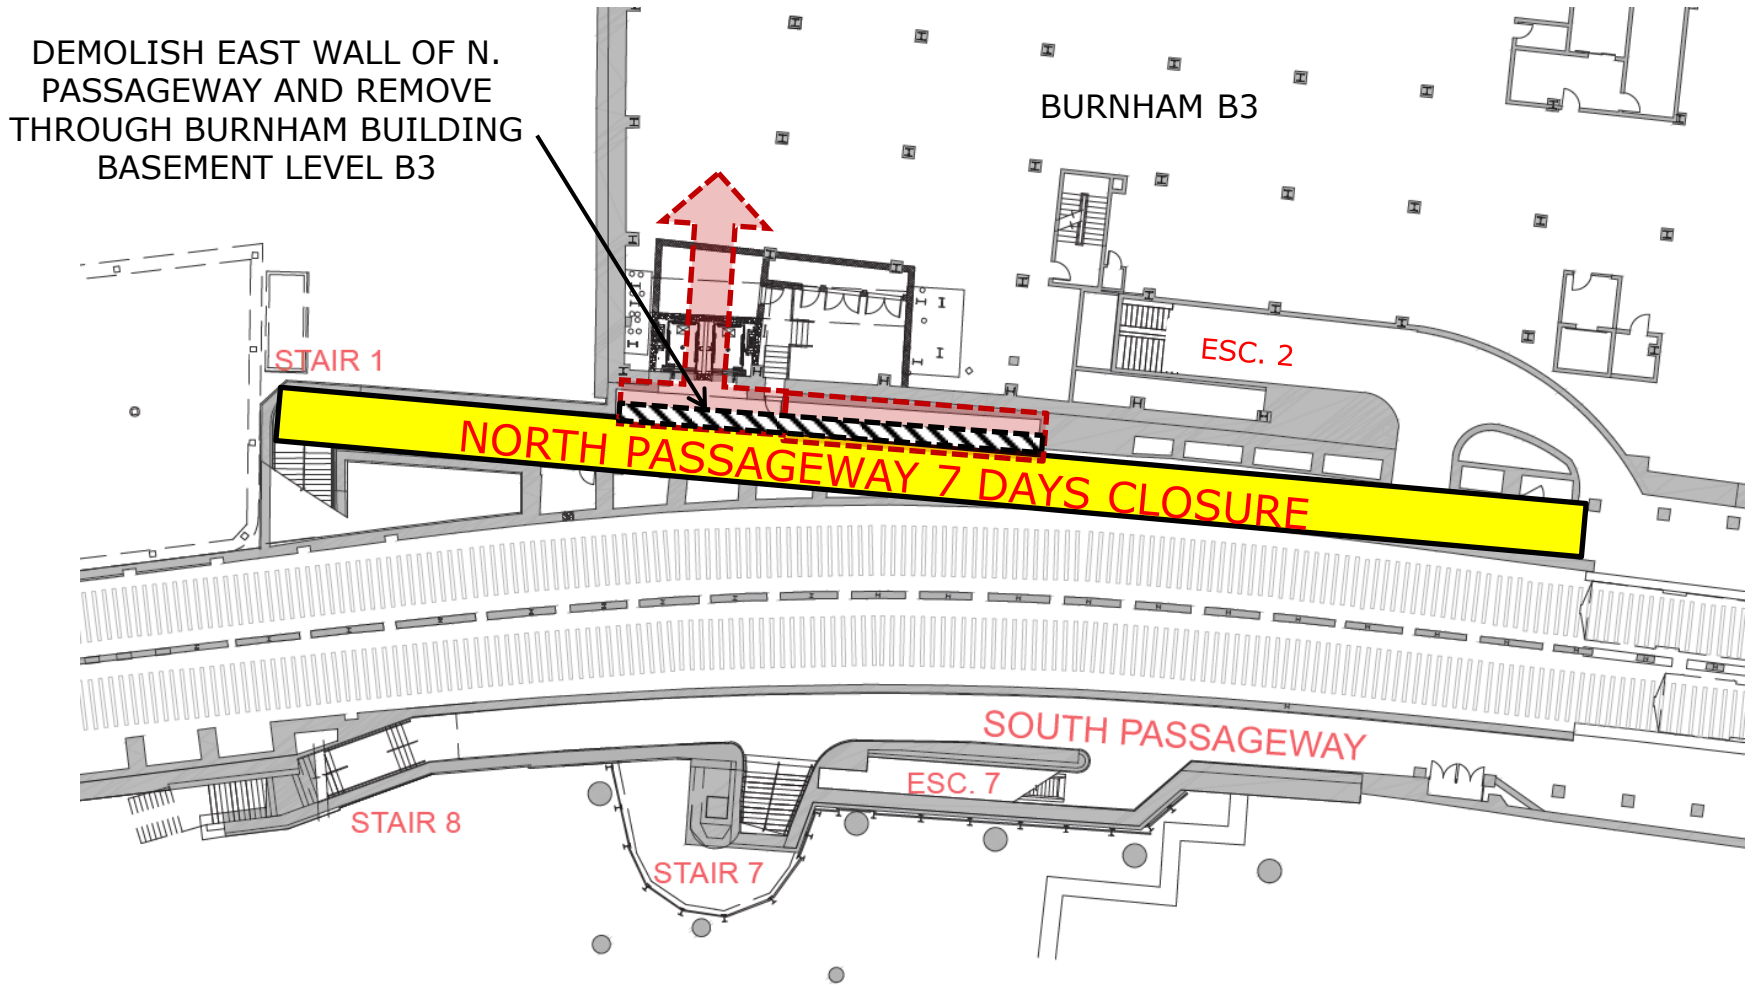 DEMOLISH EAST WALL OF N.
PASSAGEWAY AND REMOVE
THROUGH BURNHAM BUILDING
BASEMENT LEVEL B3
BURNHAM B3
STAIR 1
ESC. 2
NORTH PASSAGEWAY 7 DAYS CLOSURE
SOUTH PASSAGEWAY
ESC. 7
STAIR 8
STAIR 7